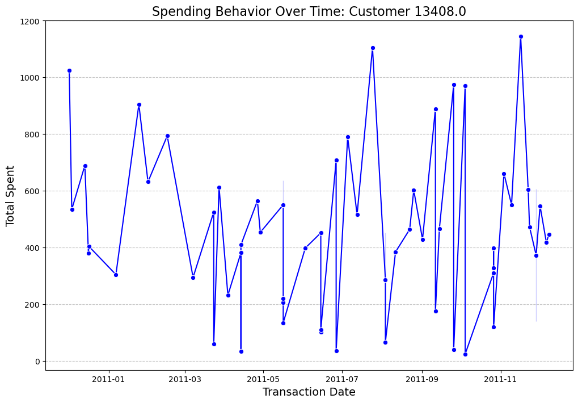 Spending Behavior Over Time: Customer 13408.0
Total Spent
1200
1000
800
600
400
200
0
2011-01 2011-03 2011-05 2011-07 2011-09 2011-11
Transaction Date